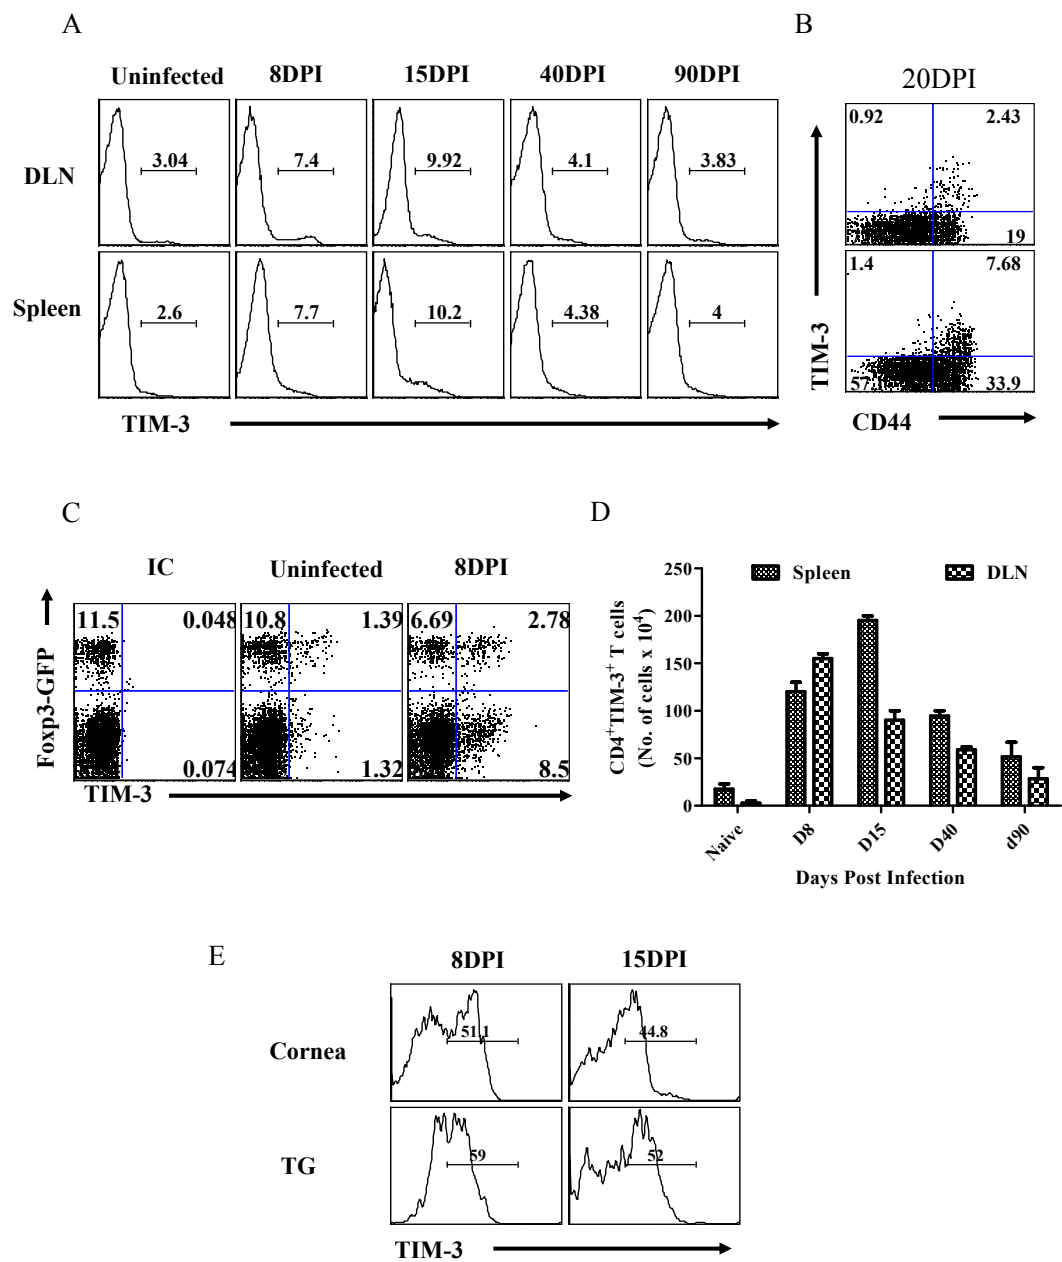 A
B
Uninfected 8DPI 15DPI 40DPI 90DPI
20DPI
DLN
3.04 7.4 9.92 4.1 3.83
0.92 2.43
19
Spleen
2.6 7.7 10.2 4.38 4
1.4 7.68
57. 33.9
TIM-3
TIM-3
CD44
C
D
IC Uninfected 8DPI
11.5 0.048 10.8 1.39 6.69 2.78
0.074 1.32 8.5
Foxp3-GFP
TIM-3
CD4+TIM-3+ T cells
(No. of cells x 10⁴)
250
200
150
100
50
0
Spleen DLN
Naive D8 D15 D40 d90
Days Post Infection
E
8DPI 15DPI
Cornea
51.1 44.8
TG
59 52
TIM-3